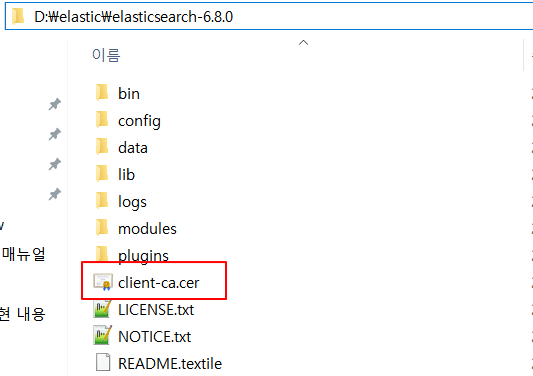 D:₩elastic₩elasticsearch-6.8.0
이름
bin
config
data
lib
logs
modules
매뉴얼
plugins
client-ca.cer
현 내용
LICENSE.txt
NOTICE.txt
README.textile